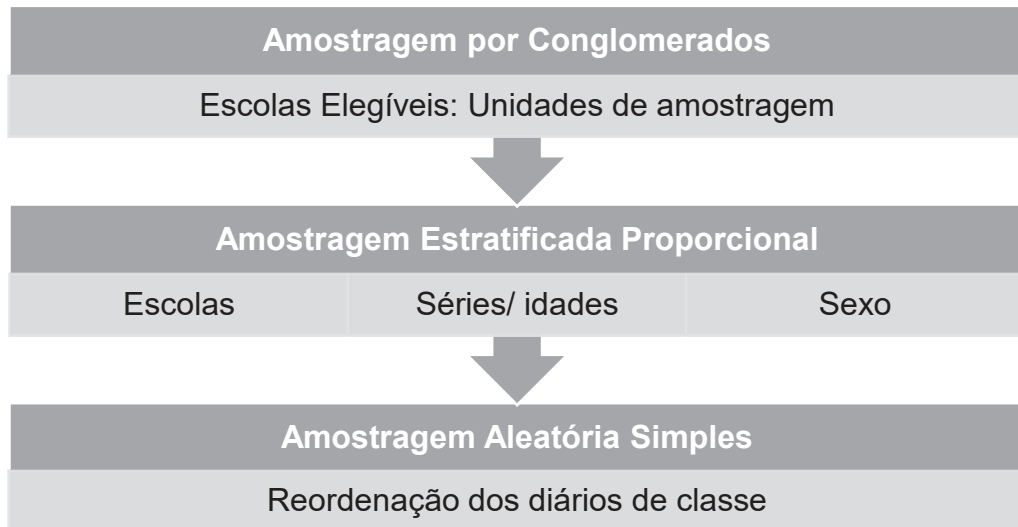 Amostragem por Conglomerados
Escolas Elegíveis: Unidades de amostragem
Amostragem Estratificada Proporcional
Escolas Séries/ idades Sexo
Amostragem Aleatória Simples
Reordenação dos diários de classe